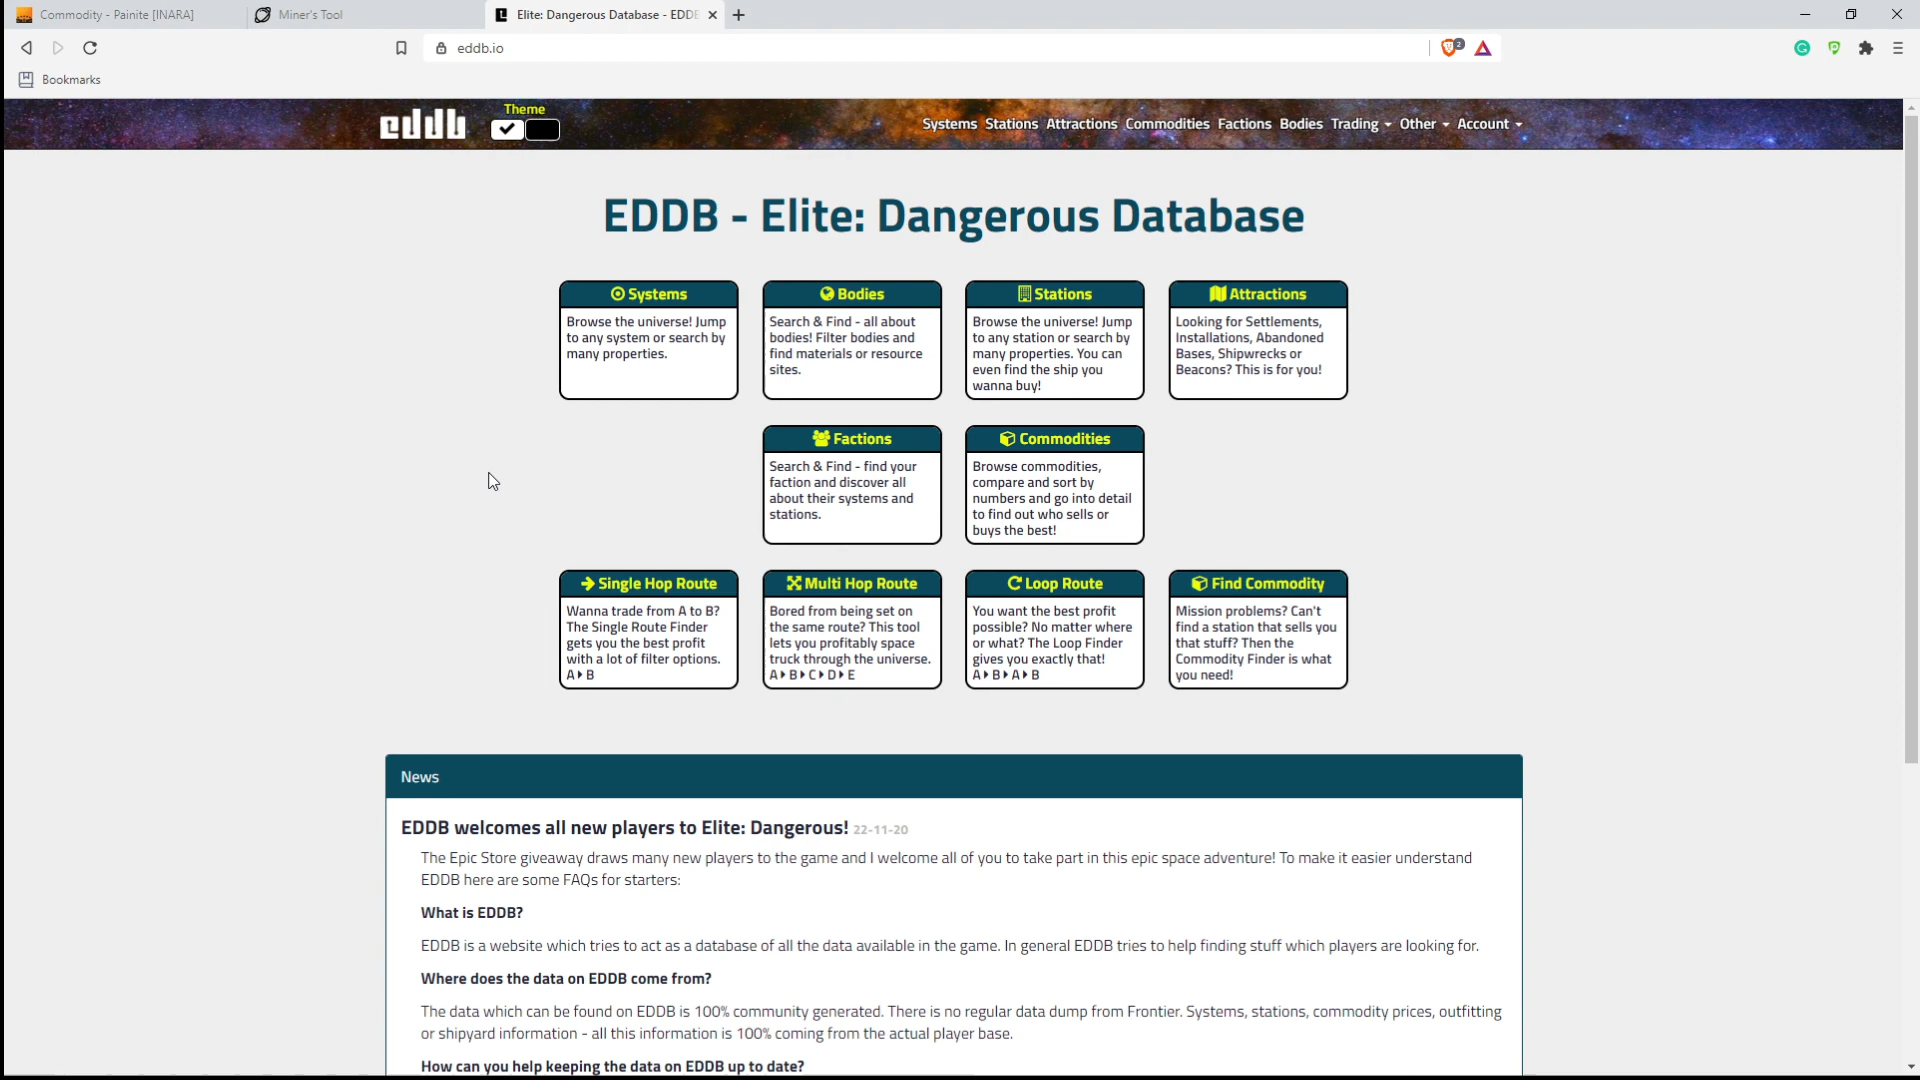 Commodity - Painite [INARA]
Miner's Tool
Elite: Dangerous Database - EDDB
eddb.io
2
Bookmarks
eddb
Theme
Systems Stations Attractions Commodities Factions Bodies Trading Other Account
EDDB - Elite: Dangerous Database
Systems
Browse the universe! Jump
to any system or search by
many properties.
Bodies
Search & Find - all about
bodies! Filter bodies and
find materials or resource
sites.
Stations
Browse the universe! Jump
to any station or search by
many properties. You can
even find the ship you
wanna buy!
Attractions
Looking for Settlements,
Installations, Abandoned
Bases, Shipwrecks or
Beacons? This is for you!
Factions
Search & Find - find your
faction and discover all
about their systems and
stations.
Commodities
Browse commodities,
compare and sort by
numbers and go into detail
to find out who sells or
buys the best!
Single Hop Route
Wanna trade from A to B?
The Single Route Finder
gets you the best profit
with a lot of filter options.
A▸B
Multi Hop Route
Bored from being set on
the same route? This tool
lets you profitably space
truck through the universe.
A▸B▸C▸D▸E
Loop Route
You want the best profit
possible? No matter where
or what? The Loop Finder
gives you exactly that!
A▸B▸A▸B
Find Commodity
Mission problems? Can't
find a station that sells you
that stuff? Then the
Commodity Finder is what
you need!
News
EDDB welcomes all new players to Elite: Dangerous! 22-11-20
The Epic Store giveaway draws many new players to the game and I welcome all of you to take part in this epic space adventure! To make it easier understand
EDDB here are some FAQs for starters:
What is EDDB?
EDDB is a website which tries to act as a database of all the data available in the game. In general EDDB tries to help finding stuff which players are looking for.
Where does the data on EDDB come from?
The data which can be found on EDDB is 100% community generated. There is no regular data dump from Frontier. Systems, stations, commodity prices, outfitting
or shipyard information - all this information is 100% coming from the actual player base.
How can you help keeping the data on EDDB up to date?